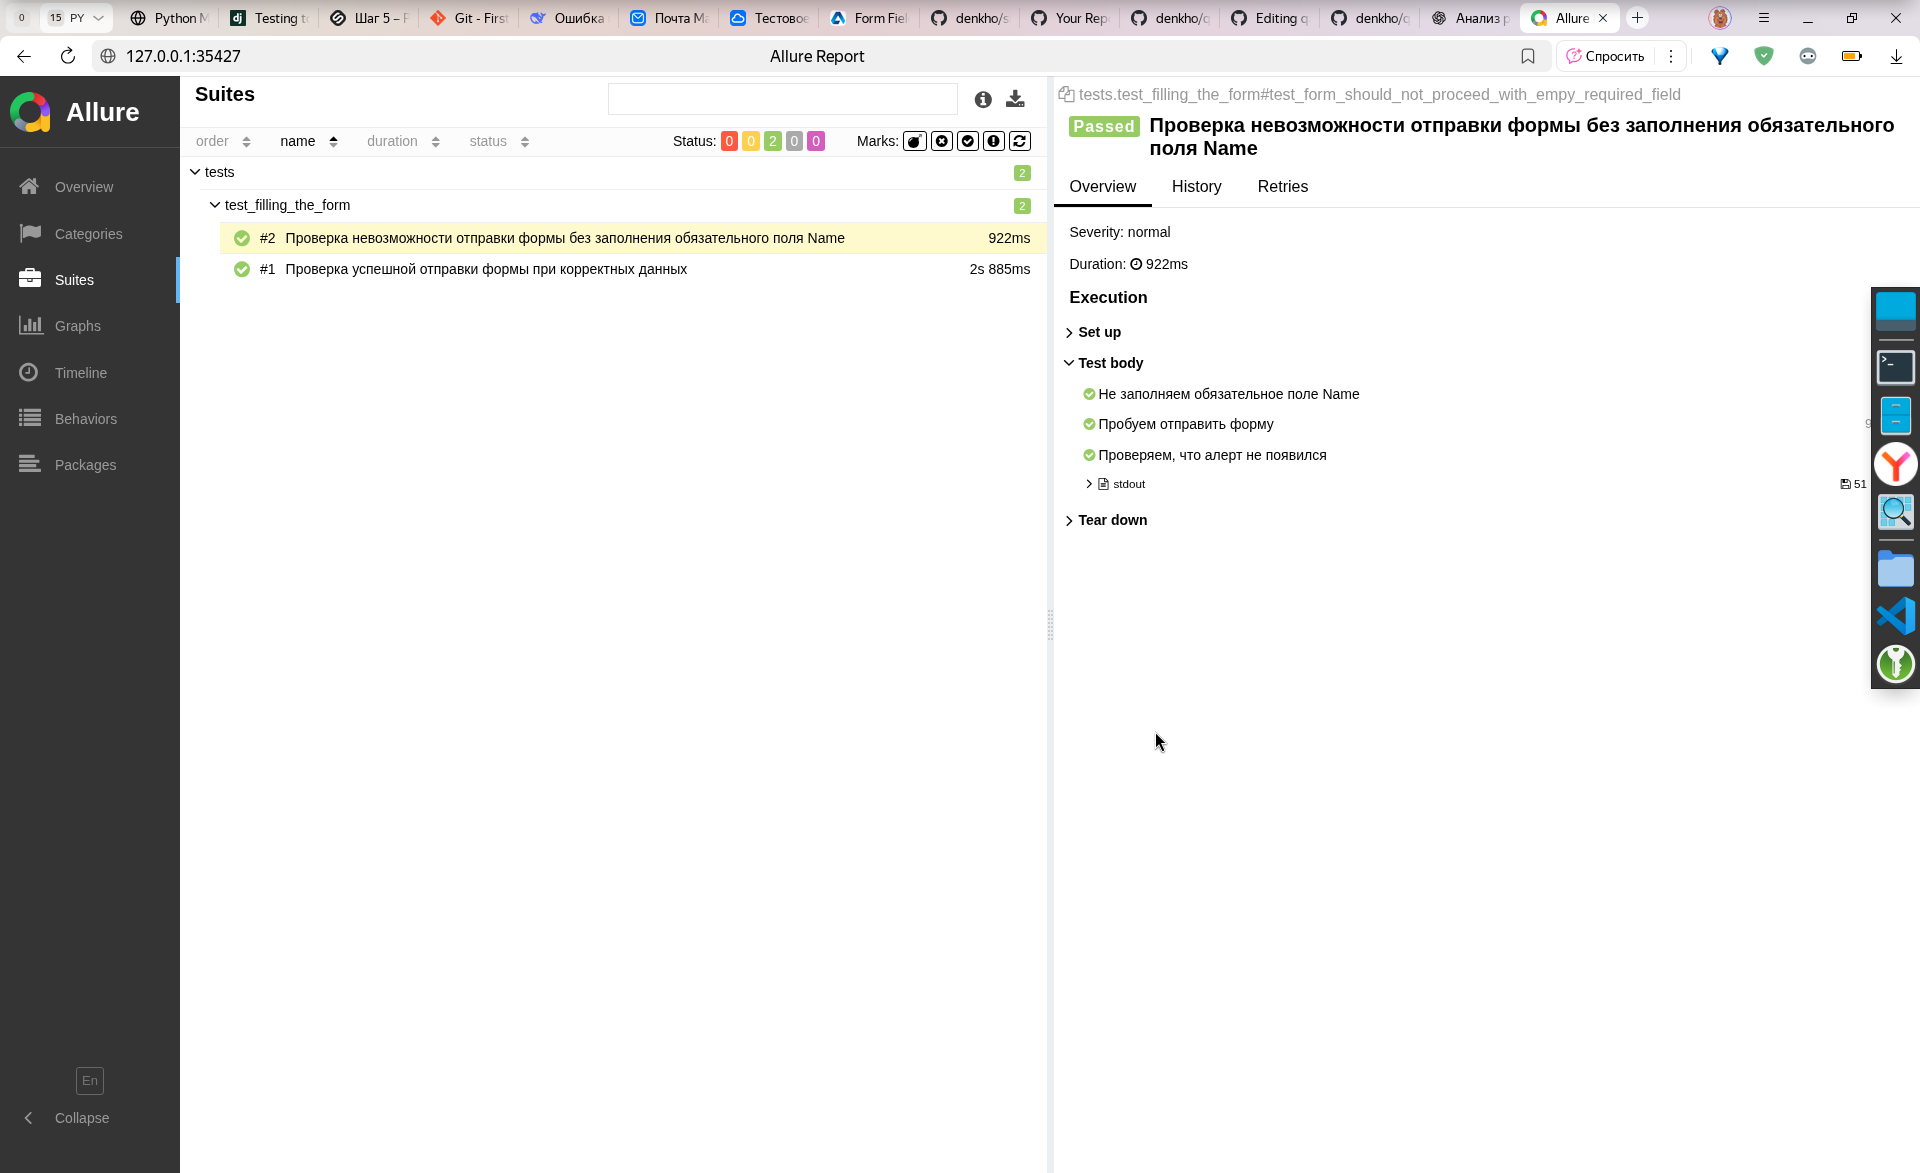 0 15 PY Python M Testing t Шаг 5 – Git - First Ошибка Почта Ma Тестовое Form Fiel denkho/s Your Rep denkho/q Editing q denkho/q Анализ р Allure
127.0.0.1:35427 Allure Report Спросить
Allure
Overview
Categories
Suites
Graphs
Timeline
Behaviors
Packages
En
Collapse
Suites
order name duration status Status: 0 0 2 0 0 Marks:
tests 2
test_filling_the_form 2
#2 Проверка невозможности отправки формы без заполнения обязательного поля Name 922ms
#1 Проверка успешной отправки формы при корректных данных 2s 885ms
tests.test_filling_the_form#test_form_should_not_proceed_with_empy_required_field
Passed Проверка невозможности отправки формы без заполнения обязательного
поля Name
Overview History Retries
Severity: normal
Duration: 922ms
Execution
Set up
Test body
Не заполняем обязательное поле Name
Пробуем отправить форму 9
Проверяем, что алерт не появился
stdout 51
Tear down